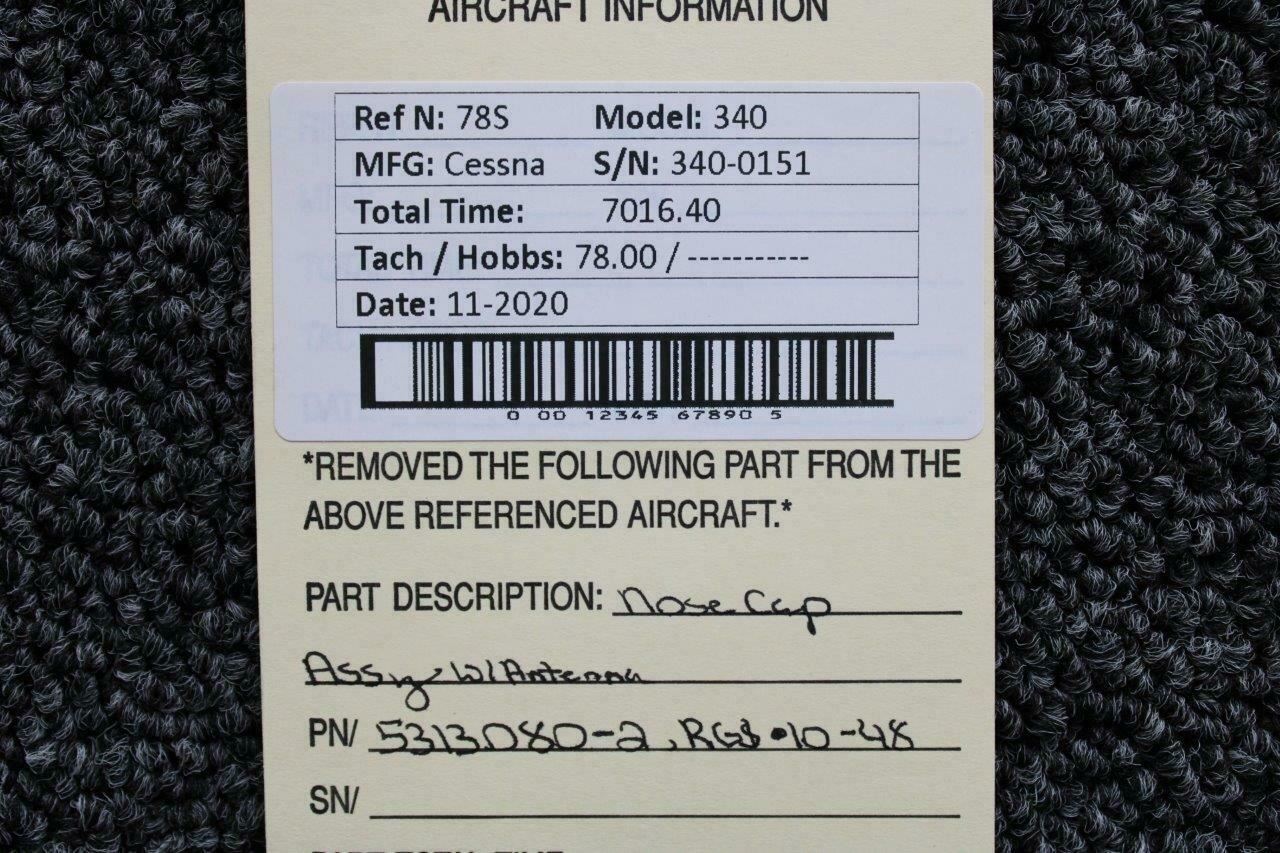 AIRCRAFT INFORMATION
Ref N: 78S Model: 340
MFG: Cessna S/N: 340-0151
Total Time: 7016.40
Tach / Hobbs: 78.00 / -----------
Date: 11-2020
0 00 12345 67890 5
*REMOVED THE FOLLOWING PART FROM THE
ABOVE REFERENCED AIRCRAFT.*
PART DESCRIPTION: Nose Cap
Assy W/Antenna
PN/ 5313080-2, RGS•10-48
SN/